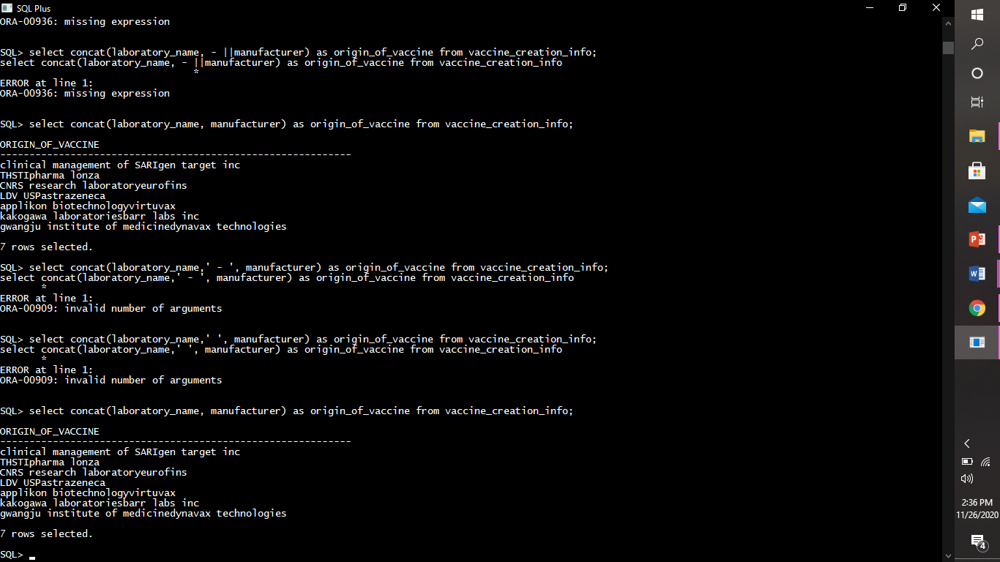 SQL Plus
ORA-00936: missing expression
SQL> select concat(laboratory_name, - ||manufacturer) as origin_of_vaccine from vaccine_creation_info;
select concat(laboratory_name, - ||manufacturer) as origin_of_vaccine from vaccine_creation_info
*
ERROR at line 1:
ORA-00936: missing expression
SQL> select concat(laboratory_name, manufacturer) as origin_of_vaccine from vaccine_creation_info;
ORIGIN_OF_VACCINE
------------------------------------------------------------
clinical management of SARIgen target inc
THSTIpharma lonza
CNRS research laboratoryeurofins
LDV USPastrazeneca
applikon biotechnologyvirtuvax
kakogawa laboratoriesbarr labs inc
gwangju institute of medicinedynavax technologies
7 rows selected.
SQL> select concat(laboratory_name,' - ', manufacturer) as origin_of_vaccine from vaccine_creation_info;
select concat(laboratory_name,' - ', manufacturer) as origin_of_vaccine from vaccine_creation_info
*
ERROR at line 1:
ORA-00909: invalid number of arguments
SQL> select concat(laboratory_name,' ', manufacturer) as origin_of_vaccine from vaccine_creation_info;
select concat(laboratory_name,' ', manufacturer) as origin_of_vaccine from vaccine_creation_info
*
ERROR at line 1:
ORA-00909: invalid number of arguments
SQL> select concat(laboratory_name, manufacturer) as origin_of_vaccine from vaccine_creation_info;
ORIGIN_OF_VACCINE
------------------------------------------------------------
clinical management of SARIgen target inc
THSTIpharma lonza
CNRS research laboratoryeurofins
LDV USPastrazeneca
applikon biotechnologyvirtuvax
kakogawa laboratoriesbarr labs inc
gwangju institute of medicinedynavax technologies
7 rows selected.
SQL>
P
W
2:36 PM
11/26/2020
4